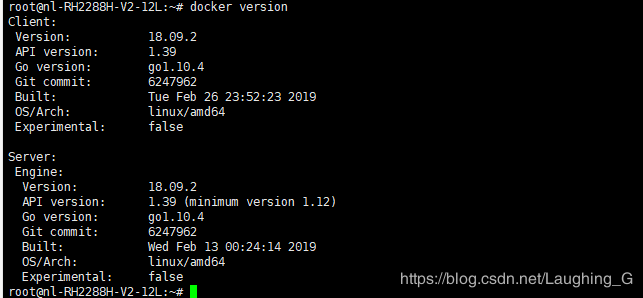 root@nl-RH2288H-V2-12L:~# docker version
Client:
 Version:           18.09.2
 API version:       1.39
 Go version:        go1.10.4
 Git commit:        6247962
 Built:             Tue Feb 26 23:52:23 2019
 OS/Arch:           linux/amd64
 Experimental:      false

Server:
 Engine:
  Version:          18.09.2
  API version:      1.39 (minimum version 1.12)
  Go version:       go1.10.4
  Git commit:       6247962
  Built:            Wed Feb 13 00:24:14 2019
  OS/Arch:          linux/amd64
  Experimental:     false
root@nl-RH2288H-V2-12L:~#
https://blog.csdn.net/Laughing_G